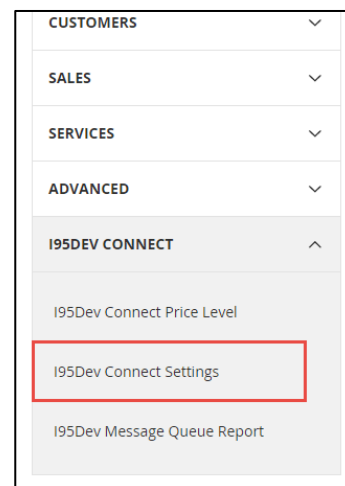 CUSTOMERS
SALES
SERVICES
ADVANCED
I95DEV CONNECT
I95Dev Connect Price Level
I95Dev Connect Settings
I95Dev Message Queue Report